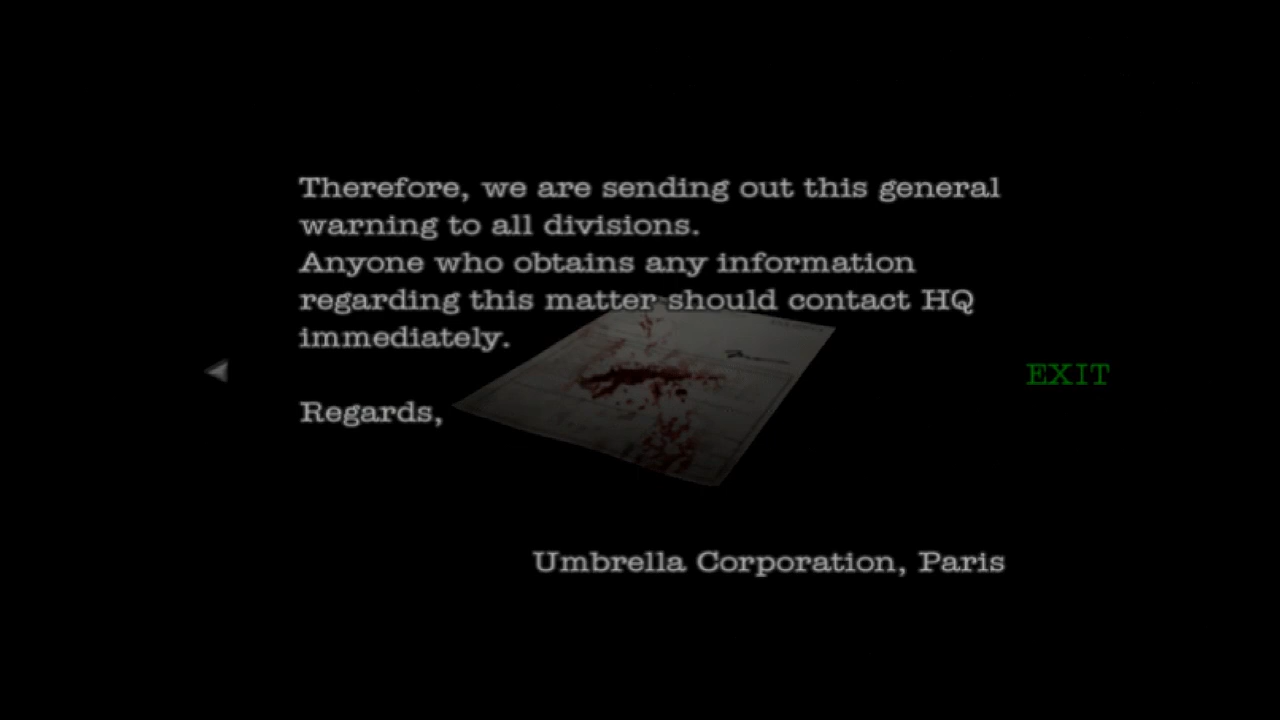 Therefore, we are sending out this general
warning to all divisions.
Anyone who obtains any information
regarding this matter should contact HQ
immediately.
EXIT
Regards,
Umbrella Corporation, Paris